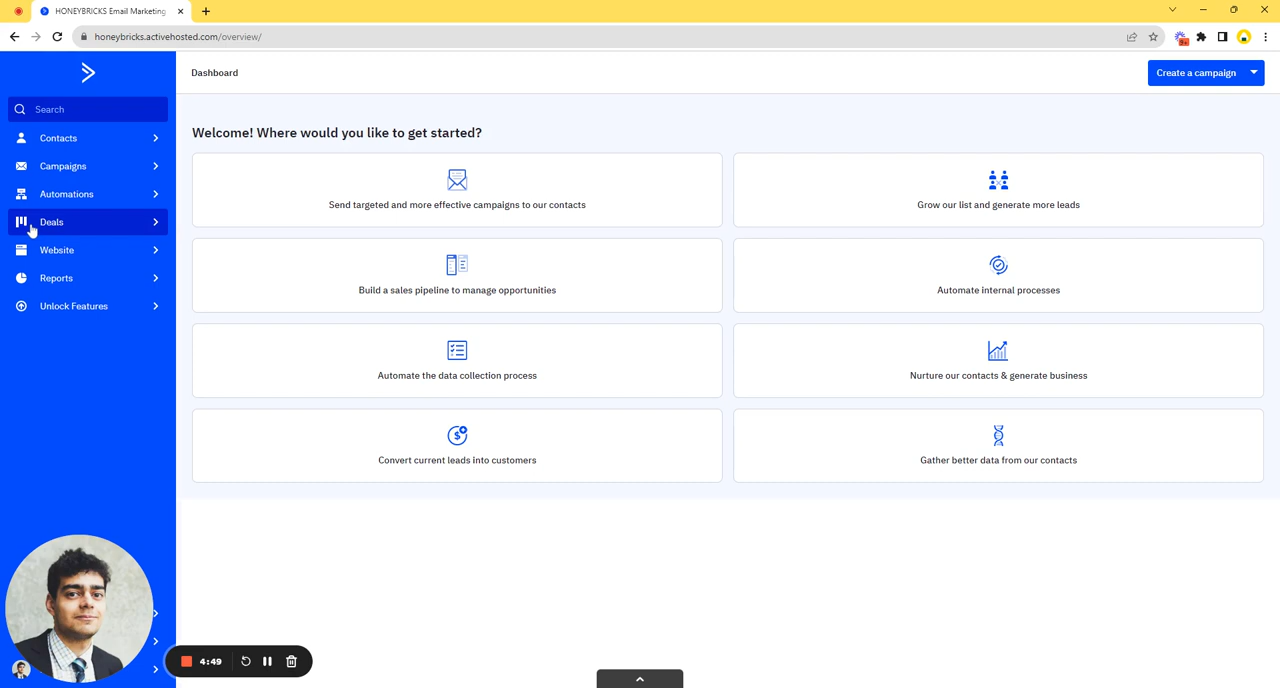 HONEYBRICKS Email Marketing
honeybricks.activehosted.com/overview/
9+
Dashboard
Create a campaign
Search
Contacts
Campaigns
Automations
Deals
Website
Reports
Unlock Features
Welcome! Where would you like to get started?
Send targeted and more effective campaigns to our contacts
Grow our list and generate more leads
Build a sales pipeline to manage opportunities
Automate internal processes
Automate the data collection process
Nurture our contacts & generate business
Convert current leads into customers
Gather better data from our contacts
4:49